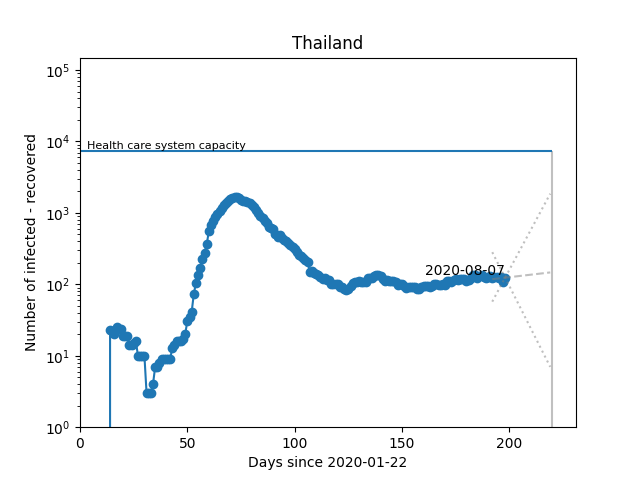 Thailand
Number of infected - recovered
10^5
10^4
10^3
10^2
10^1
10^0
Health care system capacity
2020-08-07
0 50 100 150 200
Days since 2020-01-22